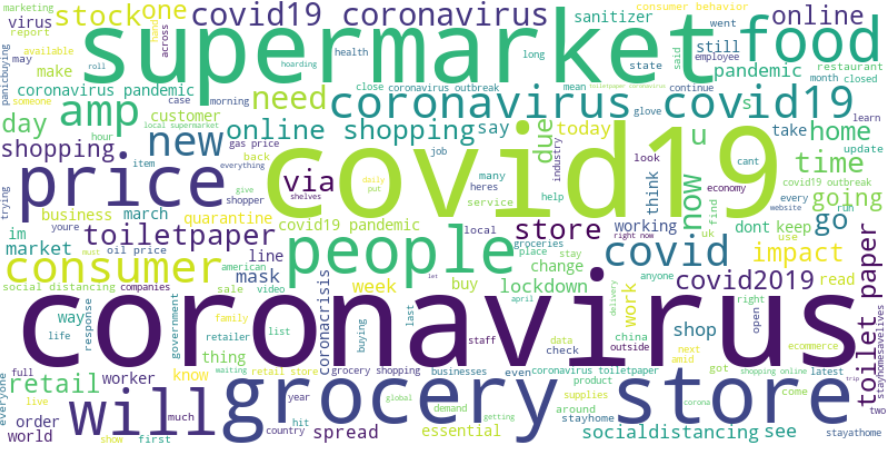 marketing
virus
report
stock
one
covid19 coronavirus
online
sanitizer
consumer behavior
went
said
employee
may
across
hand
supermarket
food
panicbuying
available
someone
make
roll
health
hoarding
long
state
still
pandemic
restaurant
month
closed
coronavirus pandemic
case
morning
close
coronavirus outbreak
mean
toiletpaper coronavirus
continue
day
amp
customer
need
coronavirus
covid19
s
hour
local supermarket
gas price
back
online shopping
say
due
today
glove
u
take
home
learn
update
shopping
new
item
everything
job
many
industry
look
cant
covid19
time
trying
price
shopper
give
via
daily
put
heres
service
help
think
now
economy
every
website
covid19 outbreak
run
youre
business
march
quarantine
covid19 pandemic
local
working
find
dont
keep
going
im
market
toiletpaper
store
groceries
place
right now
uk
use
go
must
oil price
line
american
people
stay
covid
anyone
impact
consumer
mask
week
change
shelves
buy
lockdown
april
let
work
covid2019
read
social distancing
companies
sale
video
coronacrisis
china
check
outside
shop
right
open
delivery
toilet paper
stayhomesavelives
way
life
response
government
family
retailer
list
buying
last
staff
data
next
amid
got
latest
ecommerce
coronavirus
thing
full
waiting
retail store
grocery shopping
businesses
even
coronavirus toiletpaper
product
shopping online
retail
will
grocery store
everyone
live
worker
know
much
year
global
demand
supplies
getting
around
come
corona
trip
two
order
world
show
first
spread
hit
country
essential
stayhome
socialdistancing
see
stayathome